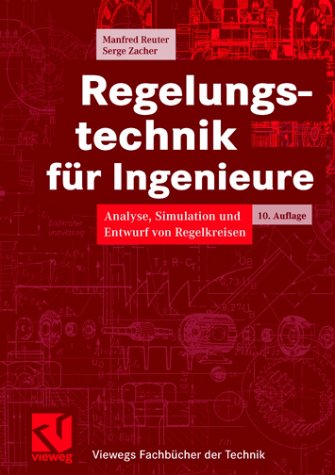 Manfred Reuter
Serge Zacher
Regelungs-
technik
für Ingenieure
Analyse, Simulation und
Entwurf von Regelkreisen
10. Auflage
vieweg
Viewegs Fachbücher der Technik